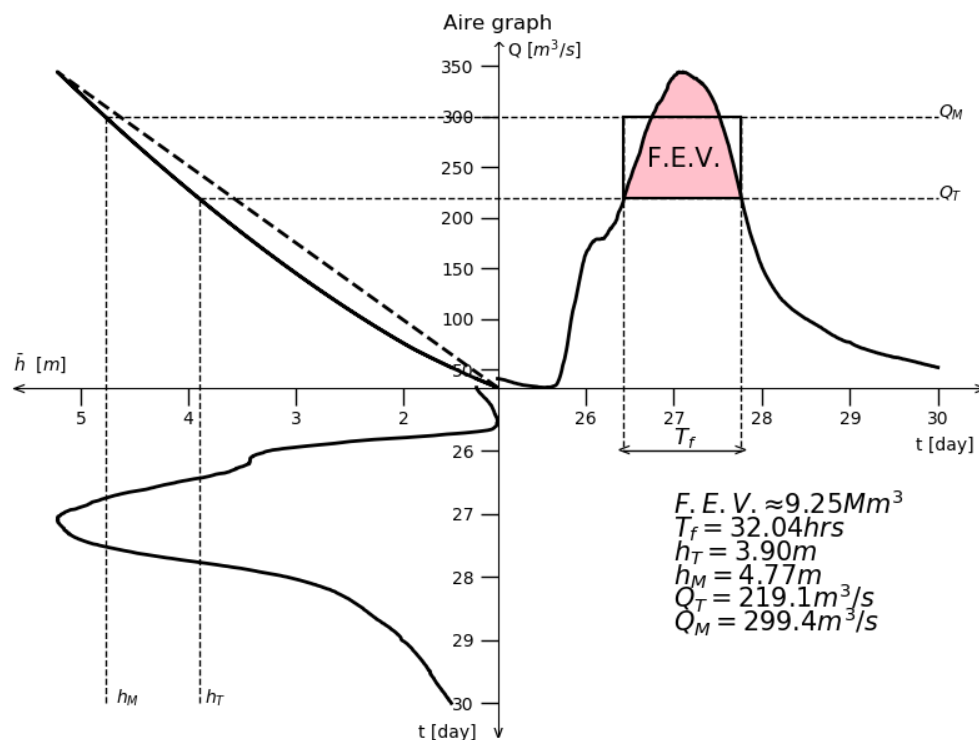 Aire graph
Q [m³/s]
350
300
250
200
150
100
50
Q_M
Q_T
F.E.V.
h̄ [m]
5 4 3 2
26 27 28 29 30
t [day]
T_f
26
27
28
29
30
h_M h_T
t [day]
F.E.V.≈9.25Mm³
T_f = 32.04hrs
h_T = 3.90m
h_M = 4.77m
Q_T = 219.1m³/s
Q_M = 299.4m³/s